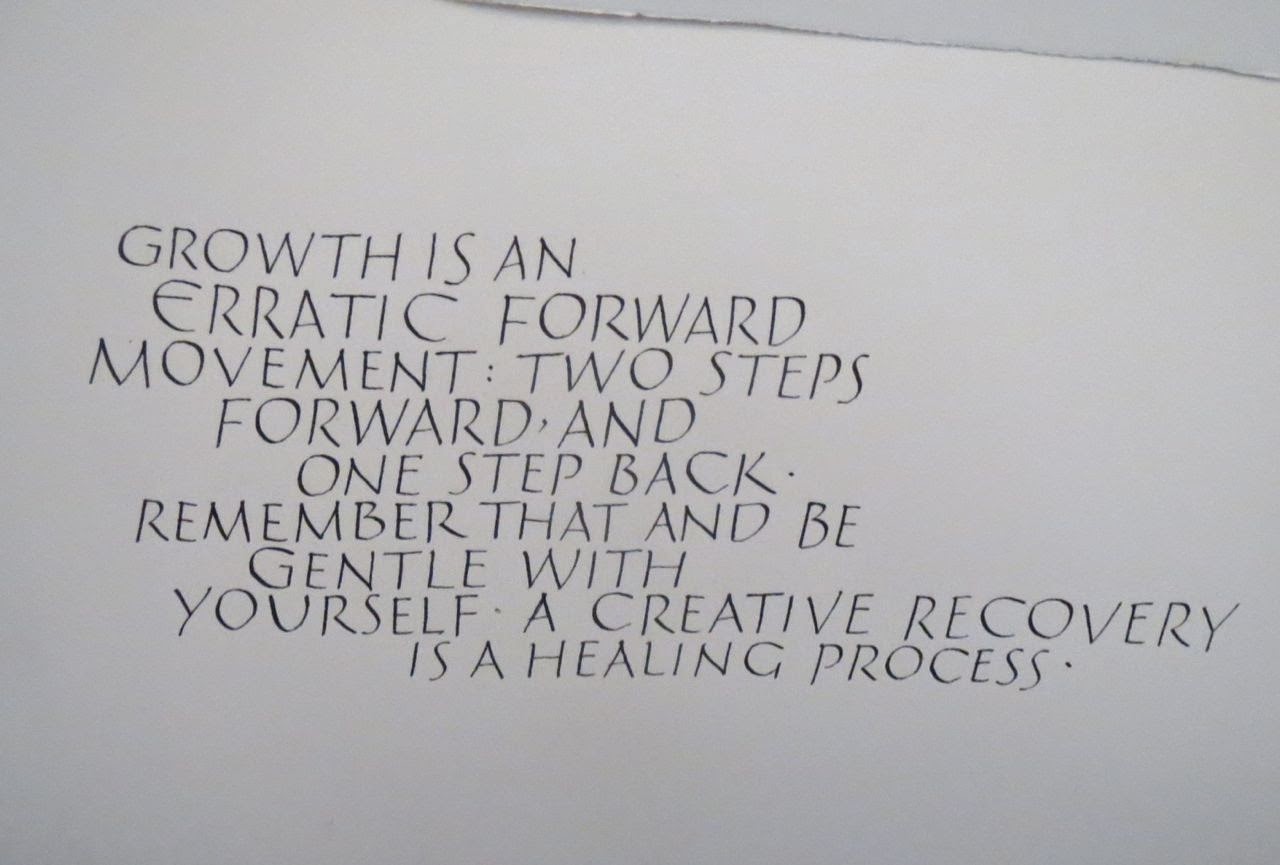 GROWTH IS AN
ERRATIC FORWARD
MOVEMENT: TWO STEPS
FORWARD, AND
ONE STEP BACK·
REMEMBER THAT AND BE
GENTLE WITH
YOURSELF· A CREATIVE RECOVERY
IS A HEALING PROCESS·